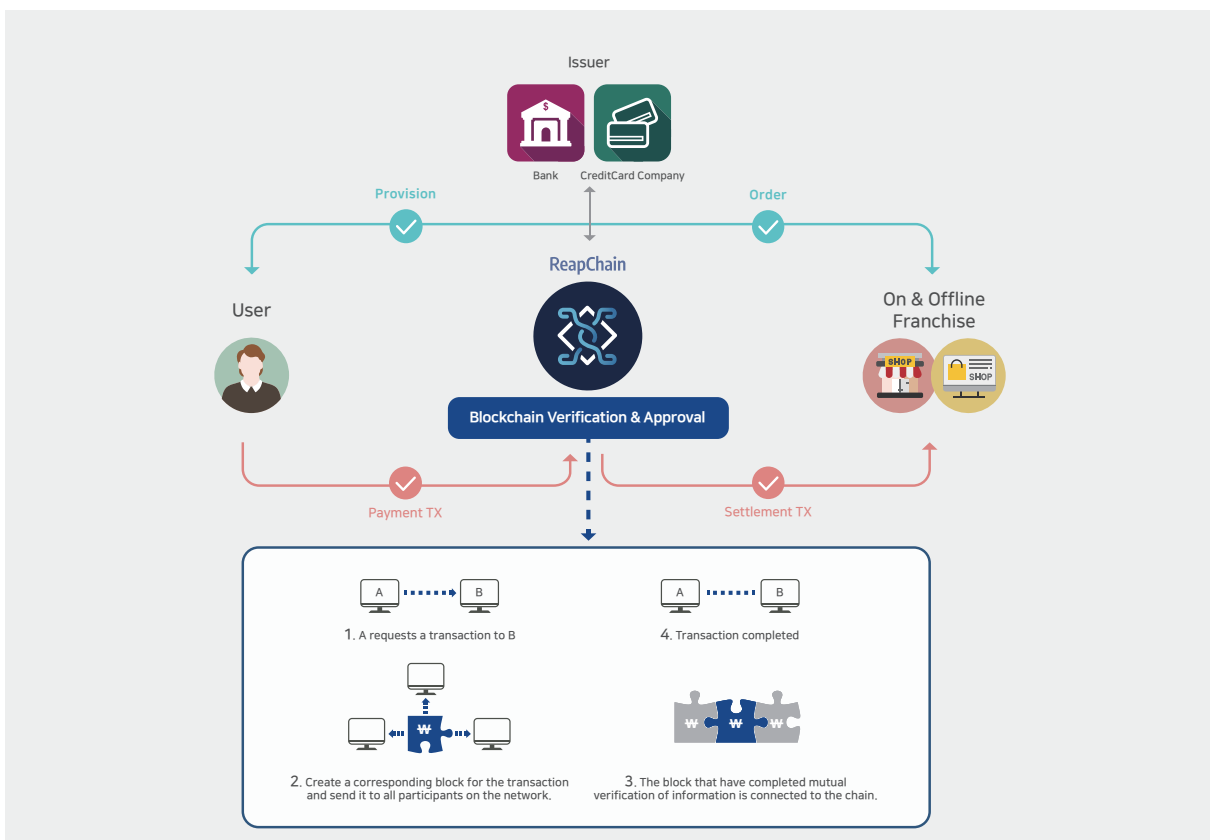 Issuer
$
Bank
CreditCard Company
Provision
Order
ReapChain
User
On & Offline
Franchise
SHOP
SHOP
Blockchain Verification & Approval
Payment TX
Settlement TX
A
B
1. A requests a transaction to B
A
B
4. Transaction completed
₩
2. Create a corresponding block for the transaction
and send it to all participants on the network.
₩ ₩ ₩
3. The block that have completed mutual
verification of information is connected to the chain.